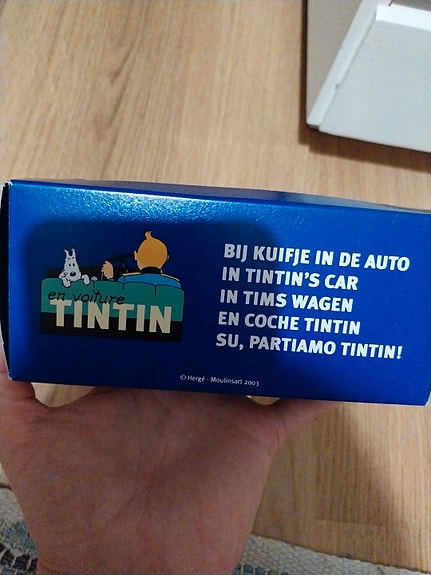 en voiture
TINTIN
BIJ KUIFJE IN DE AUTO
IN TINTIN'S CAR
IN TIMS WAGEN
EN COCHE TINTIN
SU, PARTIAMO TINTIN!
© Hergé - Moulinsart 2003